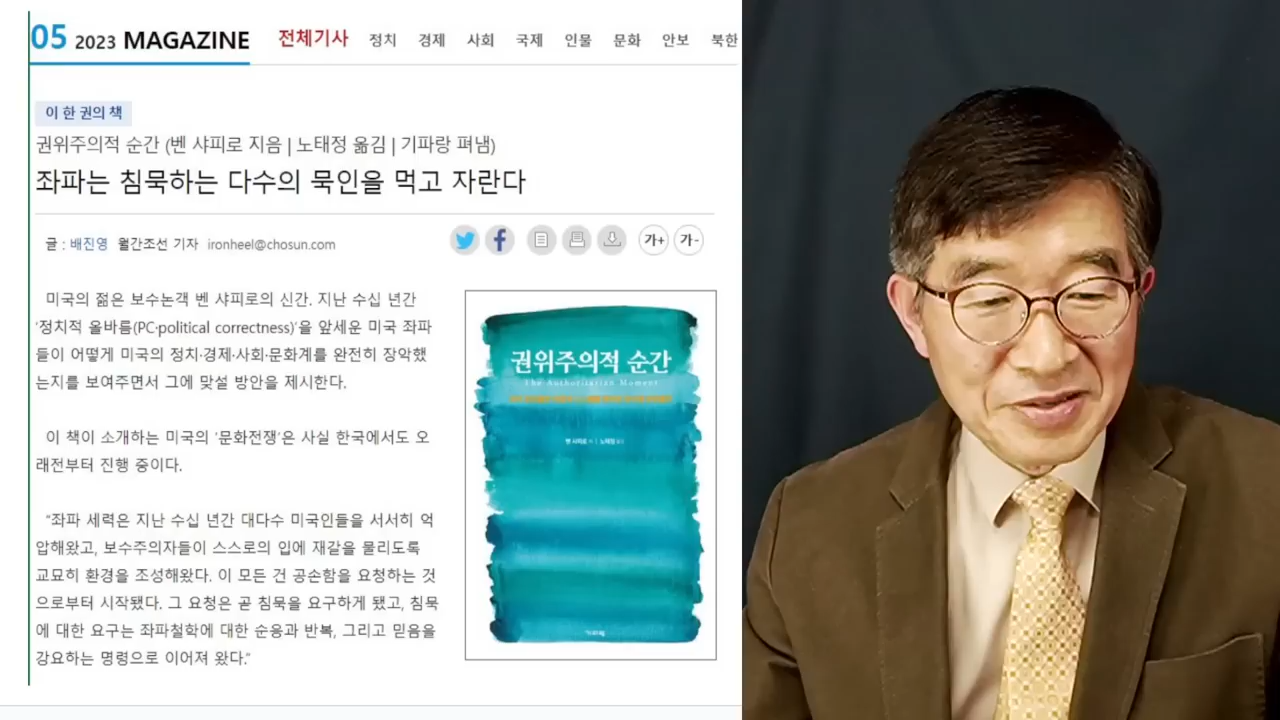 05 2023 MAGAZINE 전체기사 정치 경제 사회 국제 인물 문화 안보 북한
이 한 권의 책
권위주의적 순간 (벤 샤피로 지음 | 노태정 옮김 | 기파랑 펴냄)
좌파는 침묵하는 다수의 묵인을 먹고 자란다
글 : 배진영 월간조선 기자 ironheel@chosun.com
가+ 가-
미국의 젊은 보수논객 벤 샤피로의 신간. 지난 수십 년간
‘정치적 올바름(PC·political correctness)’을 앞세운 미국 좌파
들이 어떻게 미국의 정치·경제·사회·문화계를 완전히 장악했
는지를 보여주면서 그에 맞설 방안을 제시한다.
이 책이 소개하는 미국의 ‘문화전쟁’은 사실 한국에서도 오
래전부터 진행 중이다.
“좌파 세력은 지난 수십 년간 대다수 미국인들을 서서히 억
압해왔고, 보수주의자들이 스스로의 입에 재갈을 물리도록
교묘히 환경을 조성해왔다. 이 모든 건 공손함을 요청하는 것
으로부터 시작됐다. 그 요청은 곧 침묵을 요구하게 됐고, 침묵
에 대한 요구는 좌파철학에 대한 순응과 반복, 그리고 믿음을
강요하는 명령으로 이어져 왔다.”
권위주의적 순간
The Authoritarian Moment
벤 샤피로 지음 | 노태정 옮김
기파랑